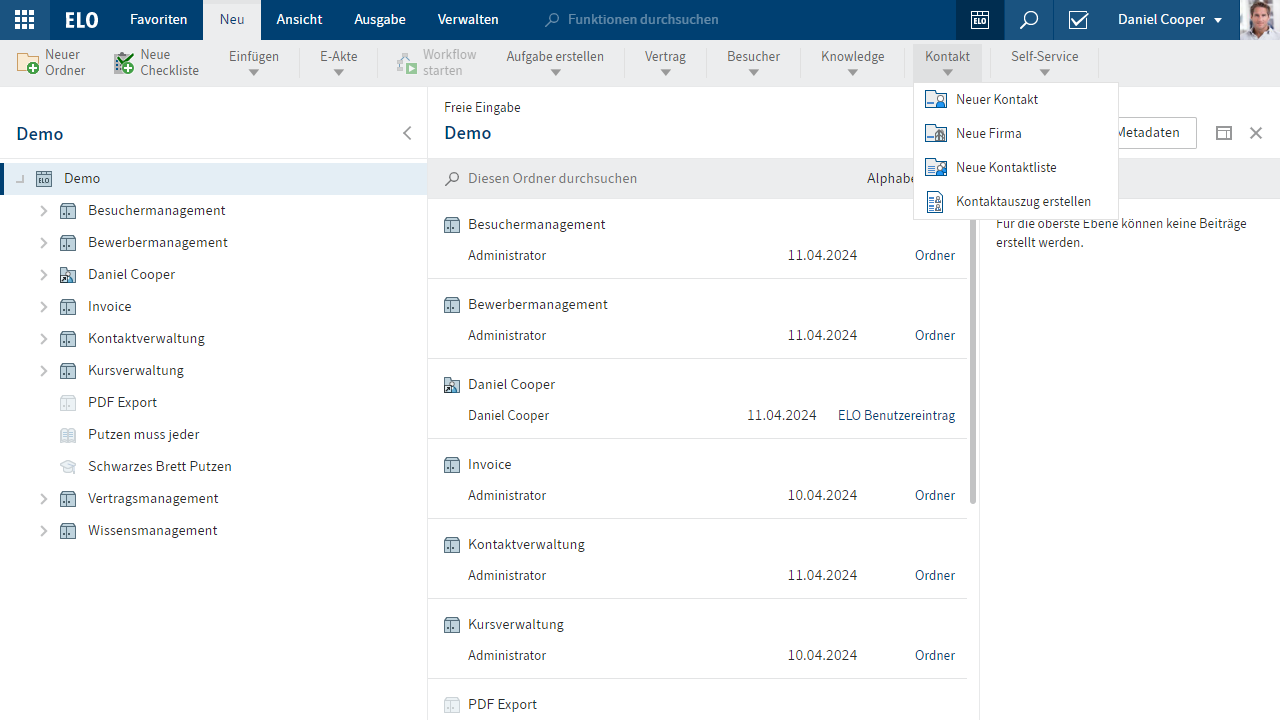 ELO
Favoriten
Neu
Ansicht
Ausgabe
Verwalten
Funktionen durchsuchen
ELO
Daniel Cooper
Neuer
Ordner
Neue
Checkliste
Einfügen
E-Akte
Workflow
starten
Aufgabe erstellen
Vertrag
Besucher
Knowledge
Kontakt
Self-Service
Neuer Kontakt
Neue Firma
Neue Kontaktliste
Kontaktauszug erstellen
Demo
ELO
Demo
Besuchermanagement
Bewerbermanagement
Daniel Cooper
Invoice
Kontaktverwaltung
Kursverwaltung
PDF Export
Putzen muss jeder
Schwarzes Brett Putzen
Vertragsmanagement
Wissensmanagement
Freie Eingabe
Demo
Metadaten
Diesen Ordner durchsuchen
Alphabe
Besuchermanagement
Administrator 11.04.2024 Ordner
Bewerbermanagement
Administrator 11.04.2024 Ordner
Daniel Cooper
Daniel Cooper 11.04.2024 ELO Benutzereintrag
Invoice
Administrator 10.04.2024 Ordner
Kontaktverwaltung
Administrator 11.04.2024 Ordner
Kursverwaltung
Administrator 10.04.2024 Ordner
PDF Export
Für die oberste Ebene können keine Beiträge
erstellt werden.